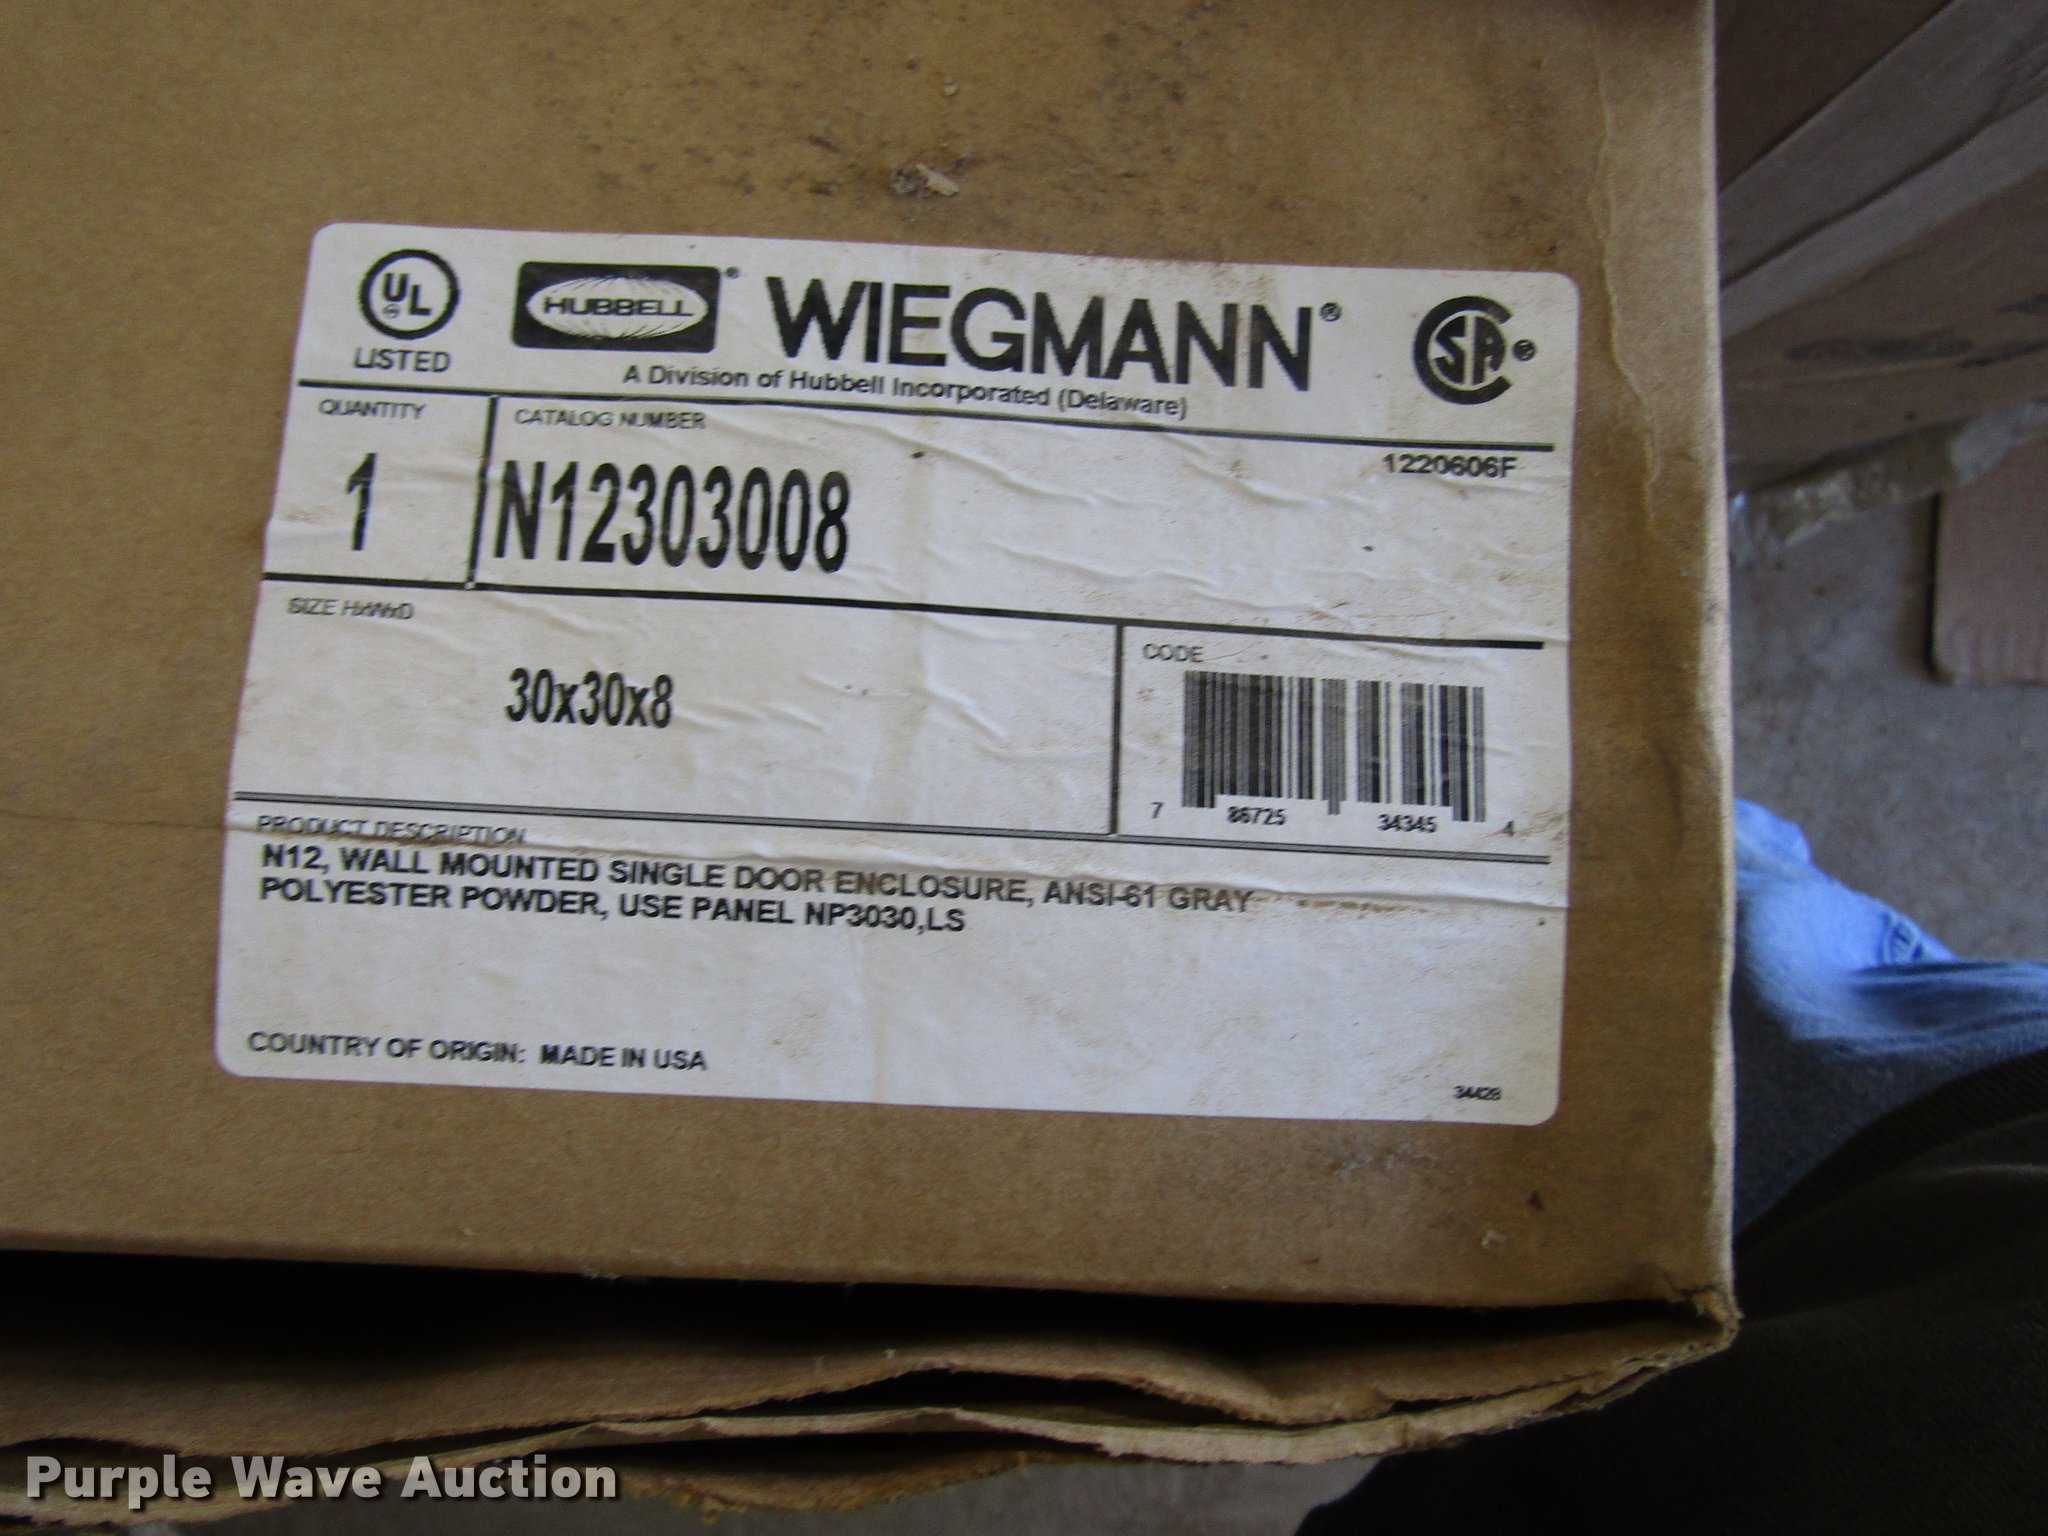 UL
LISTED
HUBBELL® WIEGMANN®
A Division of Hubbell Incorporated (Delaware)
SA®
QUANTITY
1
CATALOG NUMBER
N12303008
1220606F
SIZE HxWxD
30x30x8
CODE
7 86725 34345 4
PRODUCT DESCRIPTION
N12, WALL MOUNTED SINGLE DOOR ENCLOSURE, ANSI-61 GRAY
POLYESTER POWDER, USE PANEL NP3030,LS
COUNTRY OF ORIGIN: MADE IN USA
34428
Purple Wave Auction